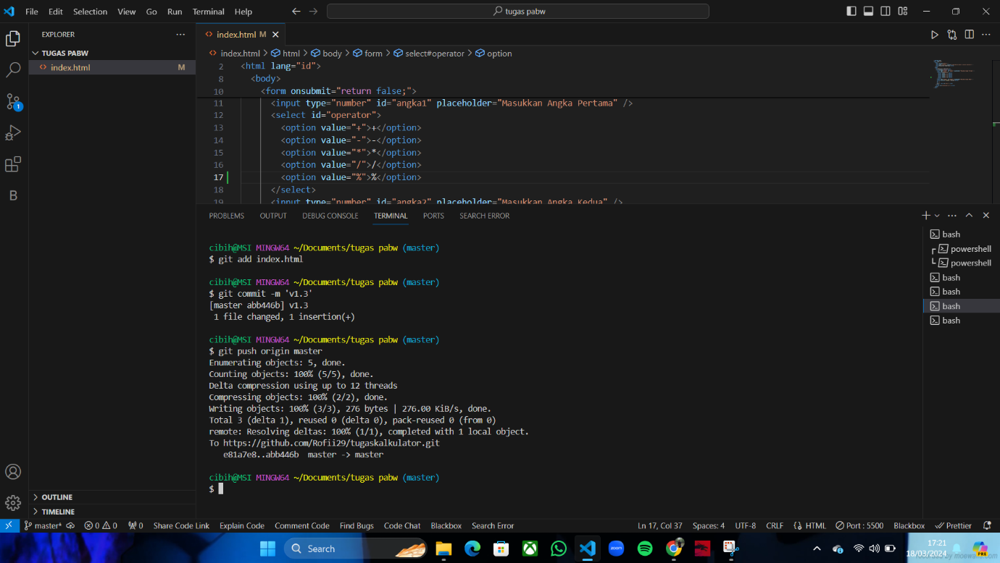 File Edit Selection View Go Run Terminal Help
tugas pabw
EXPLORER
TUGAS PABW
index.html M
1
B
OUTLINE
TIMELINE
index.html M
index.html > html > body > form > select#operator > option
2 <html lang="id">
8 <body>
10 <form onsubmit="return false;">
11 <input type="number" id="angka1" placeholder="Masukkan Angka Pertama" />
12 <select id="operator">
13 <option value="+">+</option>
14 <option value="-">-</option>
15 <option value="*">*</option>
16 <option value="/">/</option>
17 <option value="%">%</option>
18 </select>
19 <input type="number" id="angka2" placeholder="Masukkan Angka Kedua" />
PROBLEMS OUTPUT DEBUG CONSOLE TERMINAL PORTS SEARCH ERROR
cibih@MSI MINGW64 ~/Documents/tugas pabw (master)
$ git add index.html
cibih@MSI MINGW64 ~/Documents/tugas pabw (master)
$ git commit -m 'v1.3'
[master abb446b] v1.3
1 file changed, 1 insertion(+)
cibih@MSI MINGW64 ~/Documents/tugas pabw (master)
$ git push origin master
Enumerating objects: 5, done.
Counting objects: 100% (5/5), done.
Delta compression using up to 12 threads
Compressing objects: 100% (2/2), done.
Writing objects: 100% (3/3), 276 bytes | 276.00 KiB/s, done.
Total 3 (delta 1), reused 0 (delta 0), pack-reused 0 (from 0)
remote: Resolving deltas: 100% (1/1), completed with 1 local object.
To https://github.com/Rofii29/tugaskalkulator.git
e81a7e8..abb446b master -> master
cibih@MSI MINGW64 ~/Documents/tugas pabw (master)
$
bash
powershell
powershell
bash
bash
bash
bash
master* 0 0 0 Share Code Link Explain Code Comment Code Find Bugs Code Chat Blackbox Search Error Ln 17, Col 37 Spaces: 4 UTF-8 CRLF HTML Port : 5500 Blackbox Prettier
Search
zoom
17:21
18/03/2024
PRE